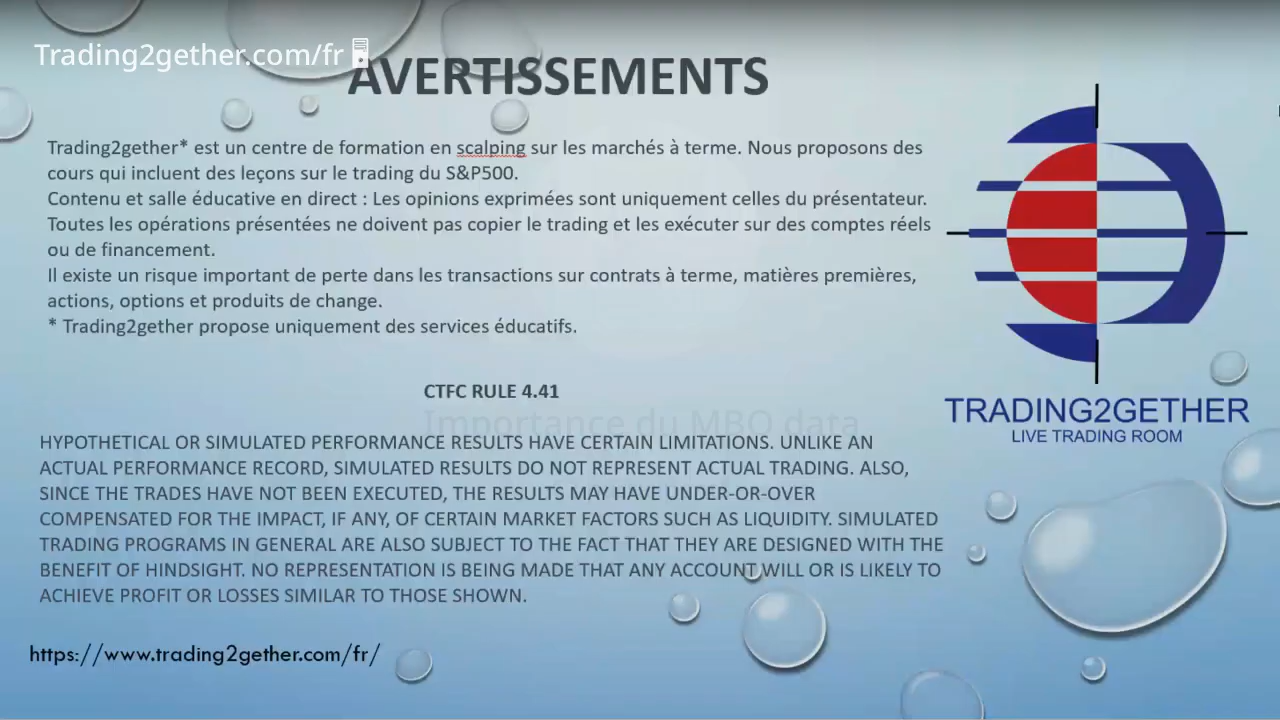 Trading2gether.com/fr
AVERTISSEMENTS
Trading2gether* est un centre de formation en scalping sur les marchés à terme. Nous proposons des
cours qui incluent des leçons sur le trading du S&P500.
Contenu et salle éducative en direct : Les opinions exprimées sont uniquement celles du présentateur.
Toutes les opérations présentées ne doivent pas copier le trading et les exécuter sur des comptes réels
ou de financement.
Il existe un risque important de perte dans les transactions sur contrats à terme, matières premières,
actions, options et produits de change.
* Trading2gether propose uniquement des services éducatifs.
CTFC RULE 4.41
Importance du MBO data
HYPOTHETICAL OR SIMULATED PERFORMANCE RESULTS HAVE CERTAIN LIMITATIONS. UNLIKE AN
ACTUAL PERFORMANCE RECORD, SIMULATED RESULTS DO NOT REPRESENT ACTUAL TRADING. ALSO,
SINCE THE TRADES HAVE NOT BEEN EXECUTED, THE RESULTS MAY HAVE UNDER-OR-OVER
COMPENSATED FOR THE IMPACT, IF ANY, OF CERTAIN MARKET FACTORS SUCH AS LIQUIDITY. SIMULATED
TRADING PROGRAMS IN GENERAL ARE ALSO SUBJECT TO THE FACT THAT THEY ARE DESIGNED WITH THE
BENEFIT OF HINDSIGHT. NO REPRESENTATION IS BEING MADE THAT ANY ACCOUNT WILL OR IS LIKELY TO
ACHIEVE PROFIT OR LOSSES SIMILAR TO THOSE SHOWN.
https://www.trading2gether.com/fr/
TRADING2GETHER
LIVE TRADING ROOM